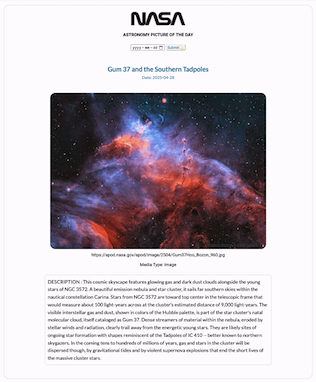 NASA
ASTRONOMY PICTURE OF THE DAY
yyyy-mm-dd Submit
Gum 37 and the Southern Tadpoles
Date: 2025-04-28
https://apod.nasa.gov/apod/image/2504/Gum37riso_Bozon_960.jpg
Media Type: image
DESCRIPTION : This cosmic skyscape features glowing gas and dark dust clouds alongside the young
stars of NGC 3572. A beautiful emission nebula and star cluster, it sails far southern skies within the
nautical constellation Carina. Stars from NGC 3572 are toward top center in the telescopic frame that
would measure about 100 light-years across at the cluster's estimated distance of 9,000 light-years. The
visible interstellar gas and dust, shown in colors of the Hubble palette, is part of the star cluster's natal
molecular cloud, itself cataloged as Gum 37. Dense streamers of material within the nebula, eroded by
stellar winds and radiation, clearly trail away from the energetic young stars. They are likely sites of
ongoing star formation with shapes reminiscent of the Tadpoles of IC 410 -- better known to northern
skygazers. In the coming tens to hundreds of millions of years, gas and stars in the cluster will be
dispersed though, by gravitational tides and by violent supernova explosions that end the short lives of
the massive cluster stars.